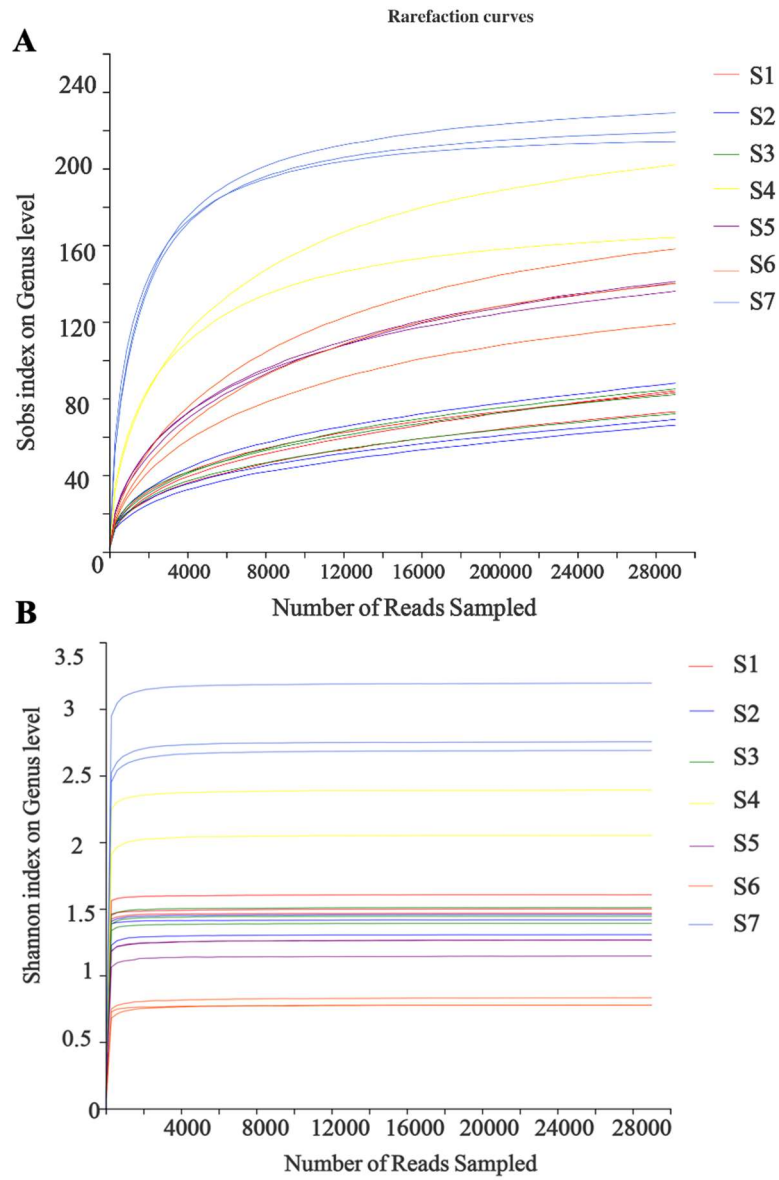 Rarefaction curves
A
Sobs index on Genus level
240
200
160
120
80
40
0
4000 8000 12000 16000 20000 24000 28000
Number of Reads Sampled
S1
S2
S3
S4
S5
S6
S7
B
Shannon index on Genus level
3.5
3
2.5
2
1.5
1
0.5
0
4000 8000 12000 16000 20000 24000 28000
Number of Reads Sampled
S1
S2
S3
S4
S5
S6
S7